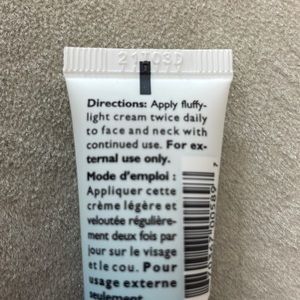 Directions: Apply fluffy-
light cream twice daily
to face and neck with
continued use. For ex-
ternal use only.
Mode d'emploi :
Appliquer cette
crème légère et
veloutée régulière-
ment deux fois par
jour sur le visage
et le cou. Pour
usage externe
seulement.